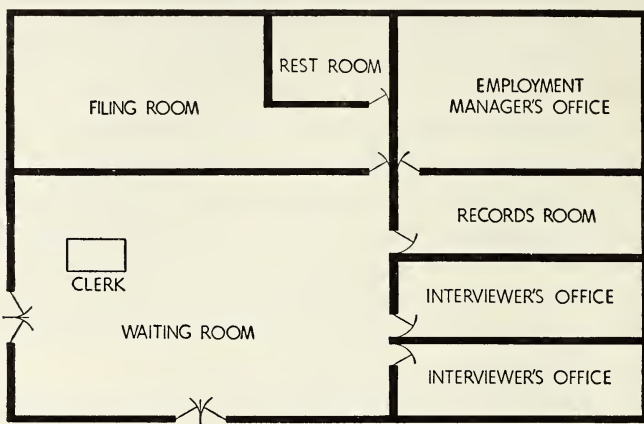 REST ROOM
FILING ROOM
EMPLOYMENT
MANAGER'S OFFICE
RECORDS ROOM
CLERK
WAITING ROOM
INTERVIEWER'S OFFICE
INTERVIEWER'S OFFICE